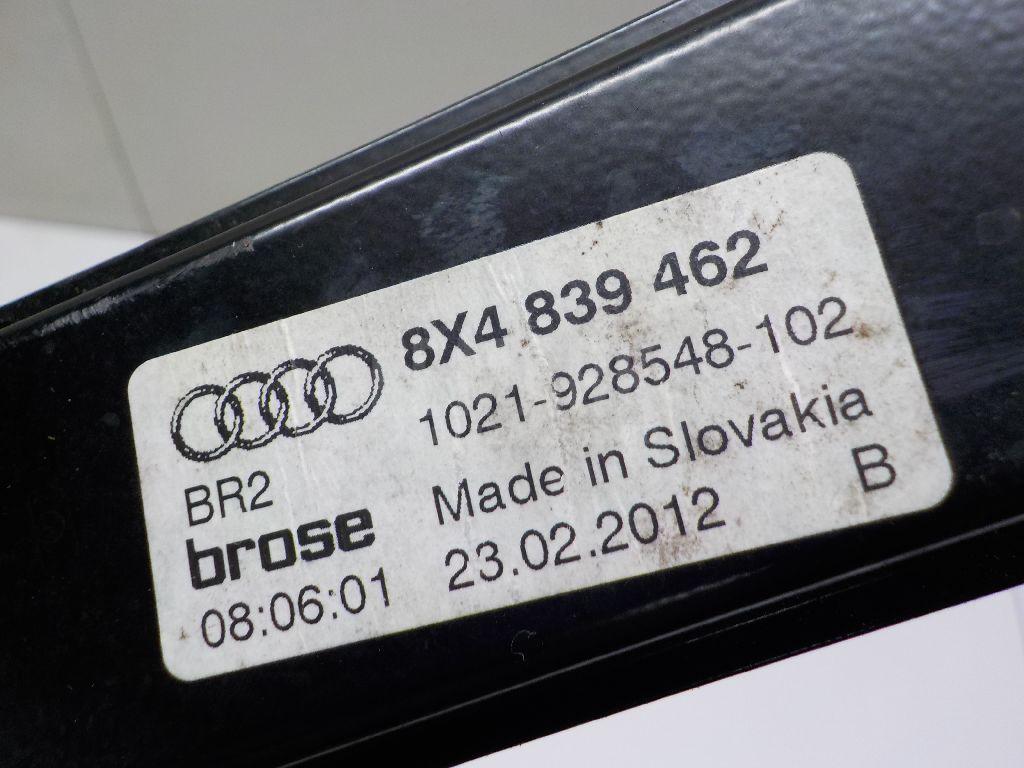 8X4 839 462
1021-928548-102
BR2
Made in Slovakia
brose
23.02.2012 B
08:06:01